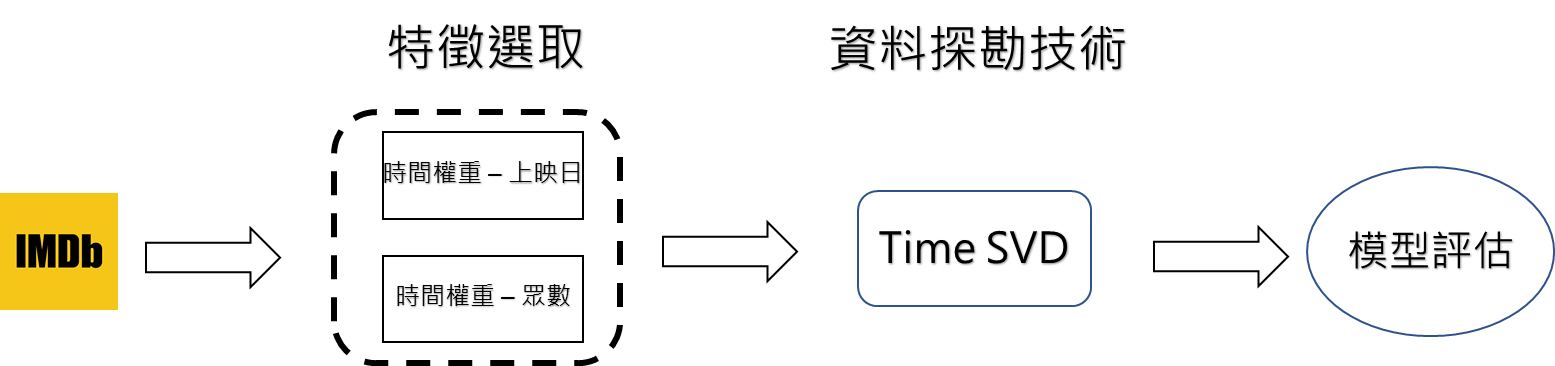 特徵選取
資料探勘技術
時間權重 – 上映日
IMDb
Time SVD
模型評估
時間權重 – 眾數